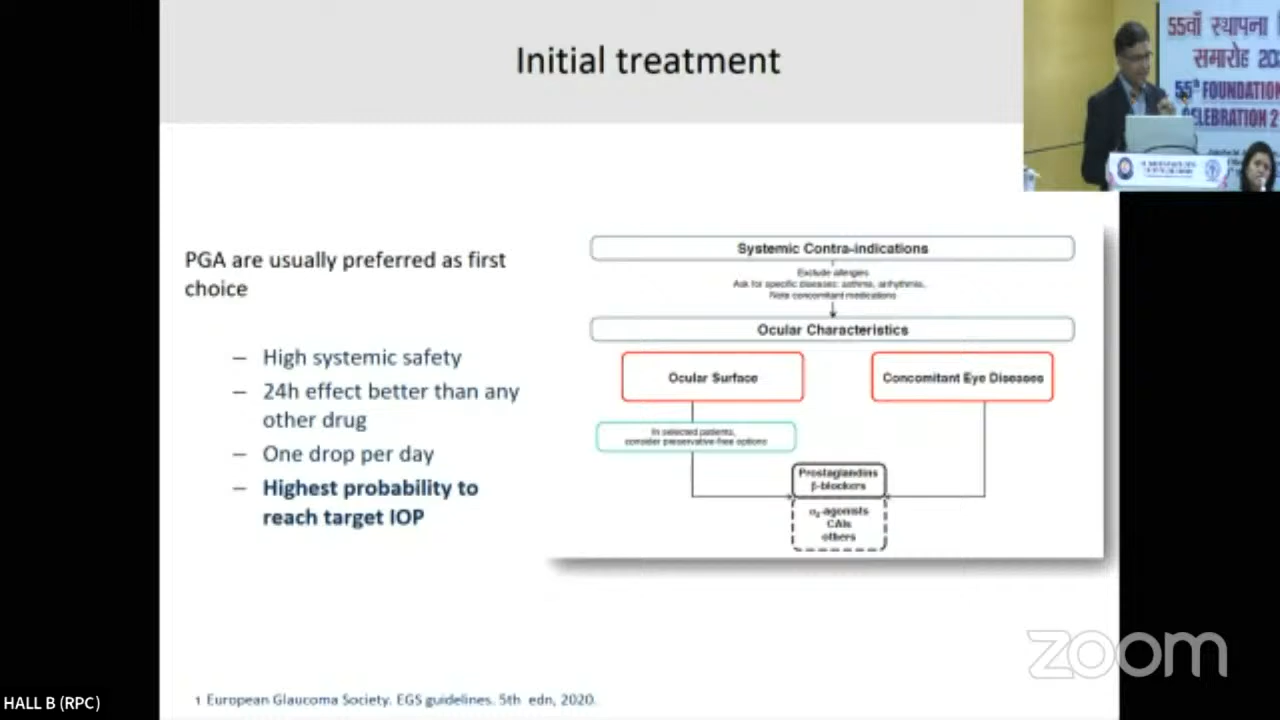 Initial treatment
55वाँ स्थापना
समारोह
55th FOUNDATION
CELEBRATION
PGA are usually preferred as first
choice
– High systemic safety
– 24h effect better than any
other drug
– One drop per day
– Highest probability to
reach target IOP
Systemic Contra-indications
Exclude allergies
Ask for specific diseases: asthma, arrhythmia,
Note concomitant medications
Ocular Characteristics
Ocular Surface
Concomitant Eye Diseases
In selected patients,
consider preservative-free options
Prostaglandins
β-blockers
α₂-agonists
CAIs
others
zoom
HALL B (RPC)
1 European Glaucoma Society. EGS guidelines. 5th edn, 2020.